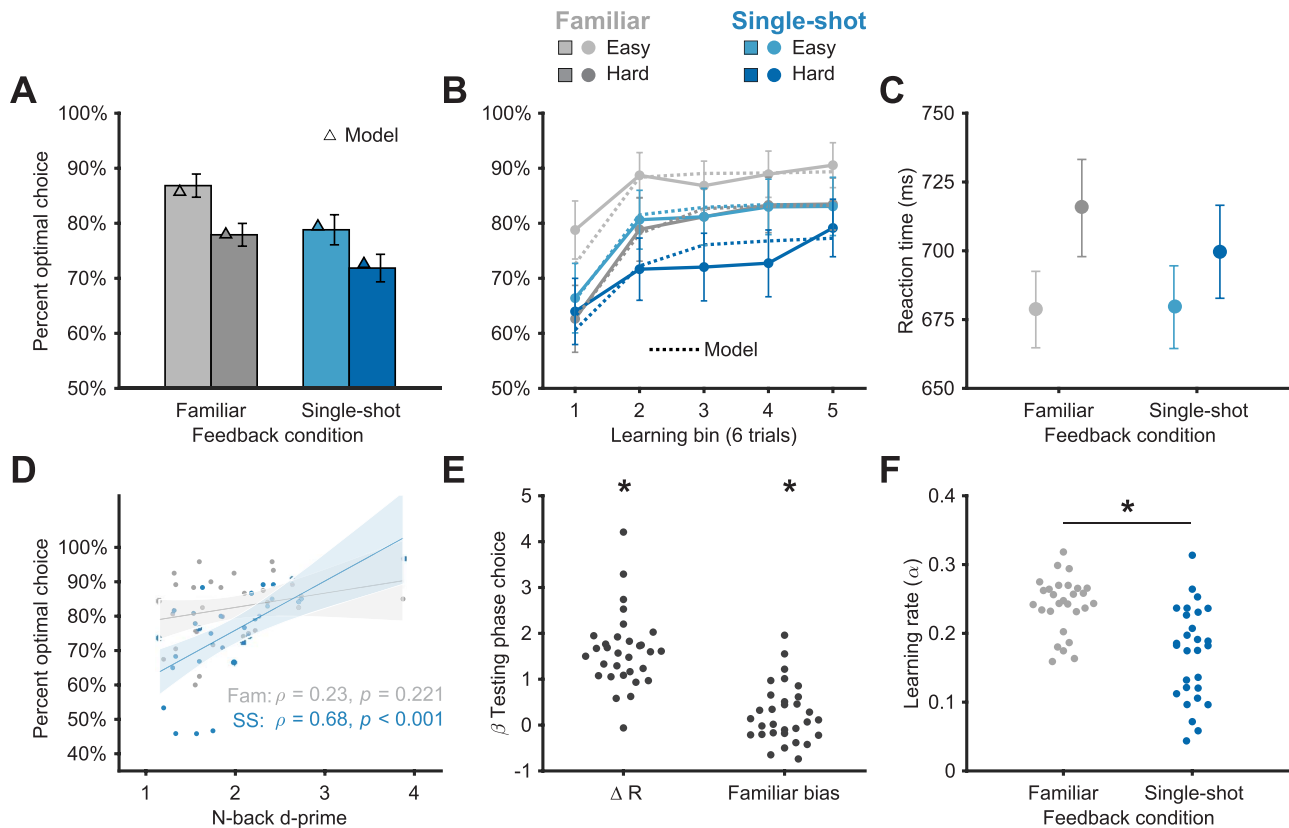 Familiar
Easy
Hard
Single-shot
Easy
Hard
A
Percent optimal choice
100%
90%
80%
70%
60%
50%
△ Model
Familiar
Single-shot
Feedback condition
B
100%
90%
80%
70%
60%
50%
Model
1 2 3 4 5
Learning bin (6 trials)
C
Reaction time (ms)
750
725
700
675
650
Familiar
Single-shot
Feedback condition
D
Percent optimal choice
100%
90%
80%
70%
60%
50%
40%
Fam: ρ = 0.23, p = 0.221
SS: ρ = 0.68, p < 0.001
1 2 3 4
N-back d-prime
E
β Testing phase choice
5
4
3
2
1
0
-1
*
*
Δ R
Familiar bias
F
Learning rate (α)
0.4
0.3
0.2
0.1
0
*
Familiar
Single-shot
Feedback condition